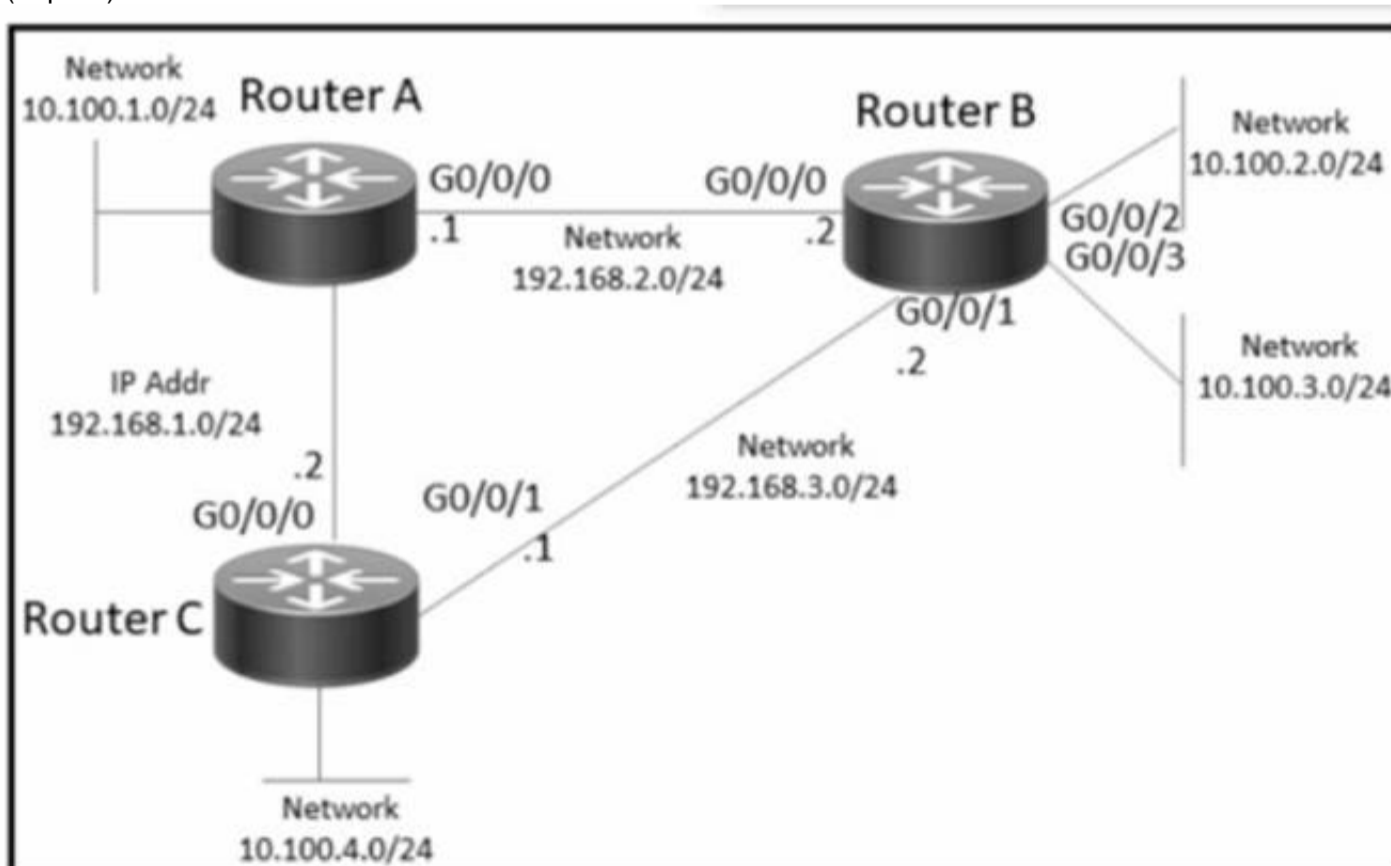 Network
10.100.1.0/24
Router A
G0/0/0
.1
Network
192.168.2.0/24
G0/0/0
.2
Router B
Network
10.100.2.0/24
G0/0/2
G0/0/3
G0/0/1
.2
Network
10.100.3.0/24
IP Addr
192.168.1.0/24
.2
G0/0/0
G0/0/1
.1
Network
192.168.3.0/24
Router C
Network
10.100.4.0/24